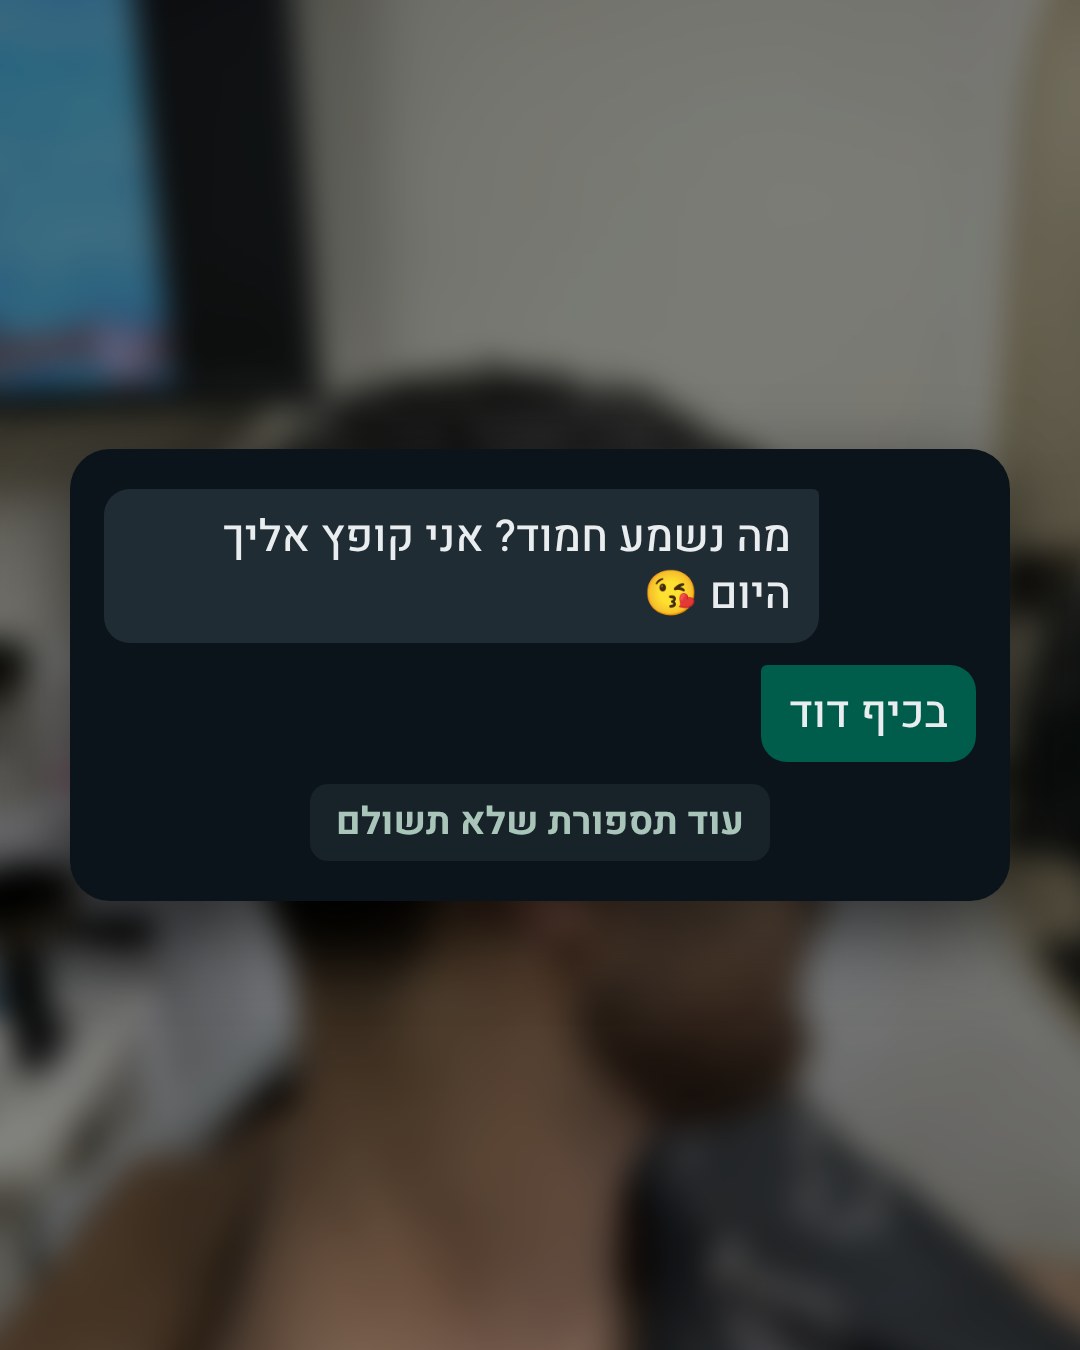 מה נשמע חמוד? אני קופץ אליך
היום 😘
בכיף דוד
עוד תספורת שלא תשולם